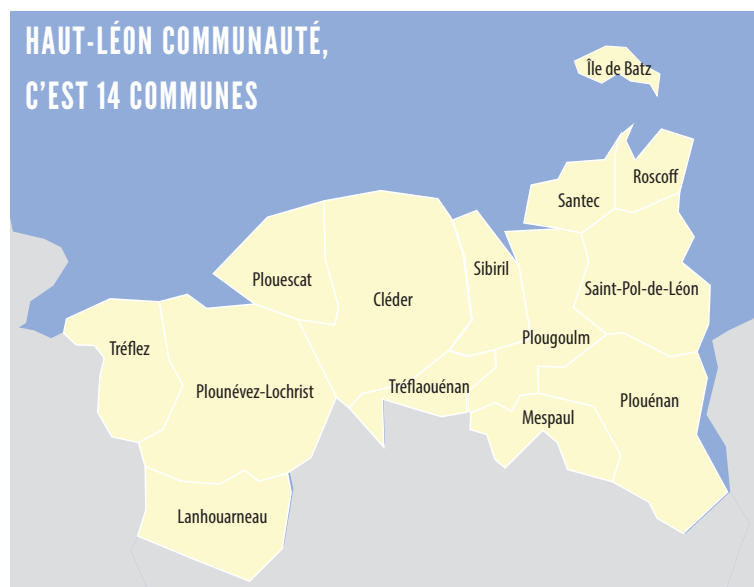 HAUT-LÉON COMMUNAUTÉ,
C'EST 14 COMMUNES
Île de Batz
Roscoff
Santec
Sibiril
Plouescat
Cléder
Saint-Pol-de-Léon
Plougoulm
Tréflez
Tréflaouénan
Plounévez-Lochrist
Plouénan
Mespaul
Lanhouarneau